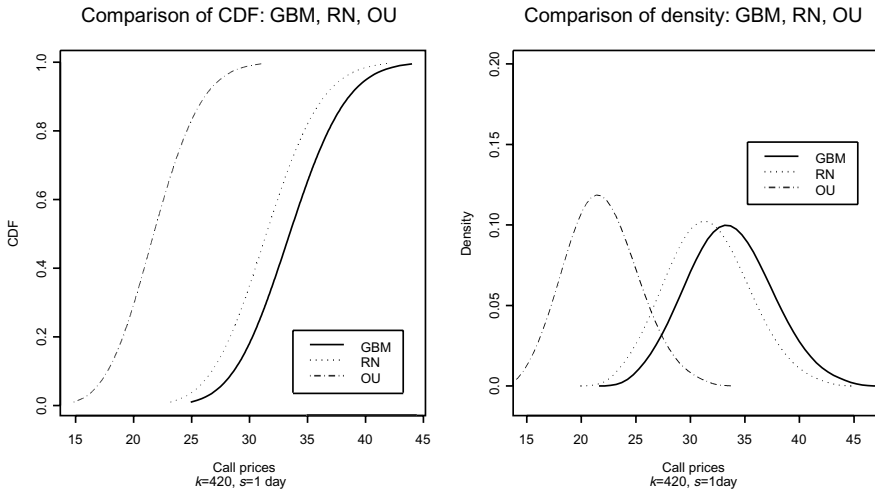 Comparison of CDF: GBM, RN, OU
CDF
1.0
0.8
0.6
0.4
0.2
0.0
GBM
RN
OU
15 20 25 30 35 40 45
Call prices
k=420, s=1 day
Comparison of density: GBM, RN, OU
Density
0.20
0.15
0.10
0.05
0.0
GBM
RN
OU
15 20 25 30 35 40 45
Call prices
k=420, s=1day